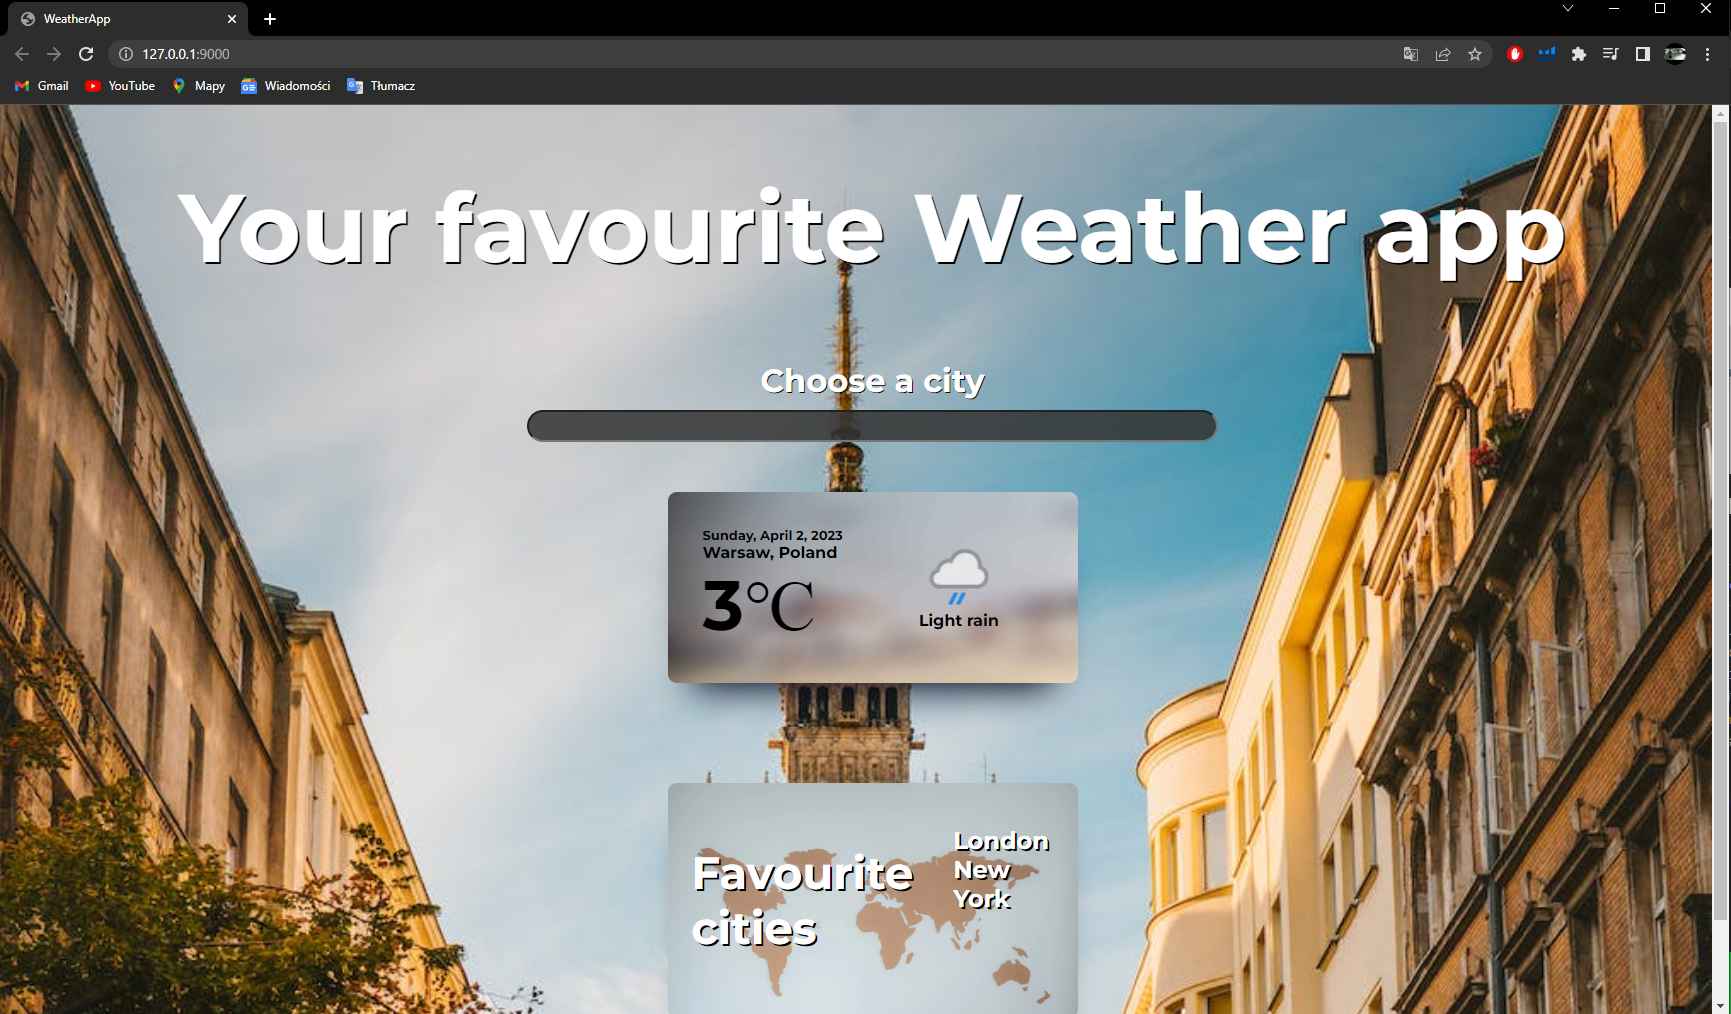 WeatherApp
127.0.0.1:9000
Gmail
YouTube
Mapy
Wiadomości
Tłumacz
Your favourite Weather app
Choose a city
Sunday, April 2, 2023
Warsaw, Poland
3°C
Light rain
Favourite
cities
London
New
York